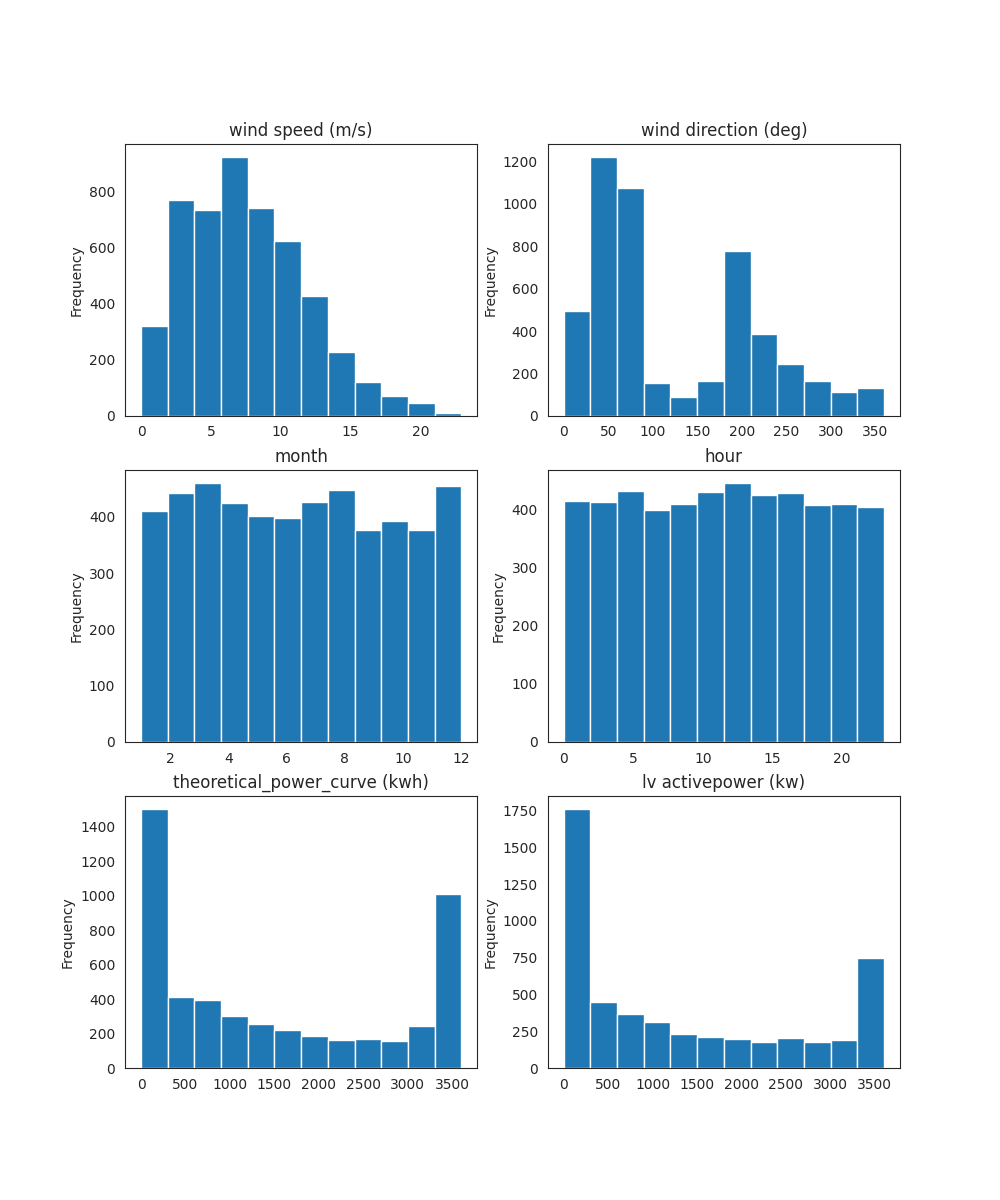 wind speed (m/s)
Frequency
800
600
400
200
0
0 5 10 15 20
wind direction (deg)
Frequency
1200
1000
800
600
400
200
0
0 50 100 150 200 250 300 350
month
Frequency
400
300
200
100
0
2 4 6 8 10 12
hour
Frequency
400
300
200
100
0
0 5 10 15 20
theoretical_power_curve (kwh)
Frequency
1400
1200
1000
800
600
400
200
0
0 500 1000 1500 2000 2500 3000 3500
lv activepower (kw)
Frequency
1750
1500
1250
1000
750
500
250
0
0 500 1000 1500 2000 2500 3000 3500